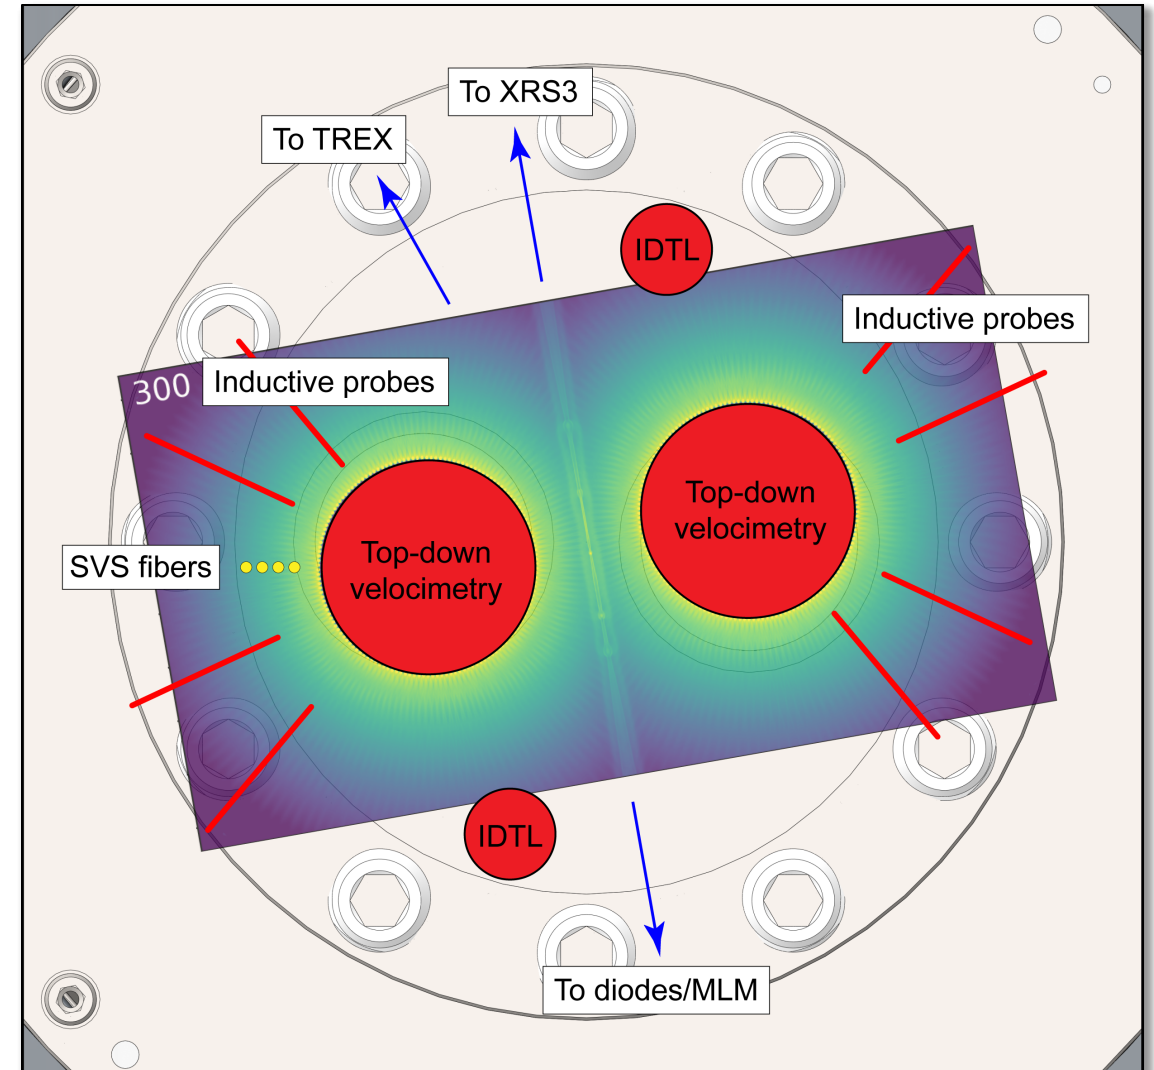 To XRS3
To TREX
IDTL
Inductive probes
300
Inductive probes
Top-down
velocimetry
Top-down
velocimetry
SVS fibers
IDTL
To diodes/MLM